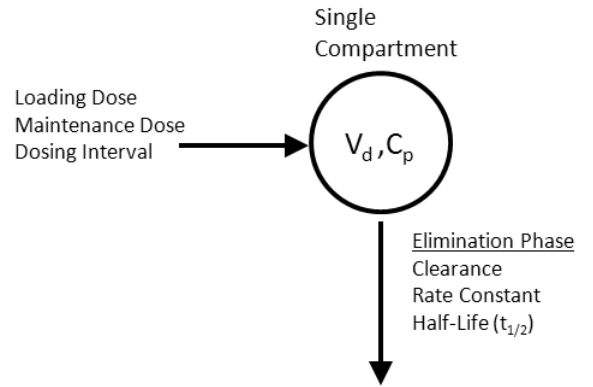 Single
Compartment
Loading Dose
Maintenance Dose
Dosing Interval
Vd ,Cp
Elimination Phase
Clearance
Rate Constant
Half-Life (t1/2)